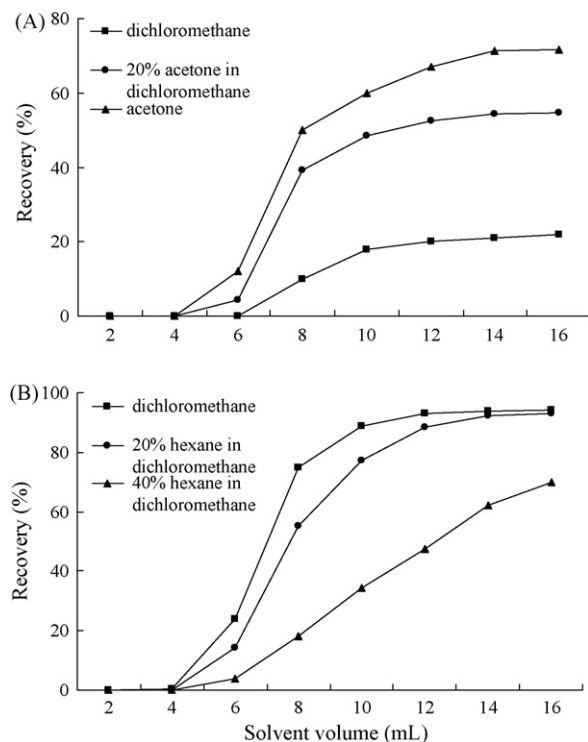 (A)
80
60
40
20
0
Recovery (%)
dichloromethane
20% acetone in
dichloromethane
acetone
2 4 6 8 10 12 14 16
(B)
100
80
60
40
20
0
Recovery (%)
dichloromethane
20% hexane in
dichloromethane
40% hexane in
dichloromethane
2 4 6 8 10 12 14 16
Solvent volume (mL)